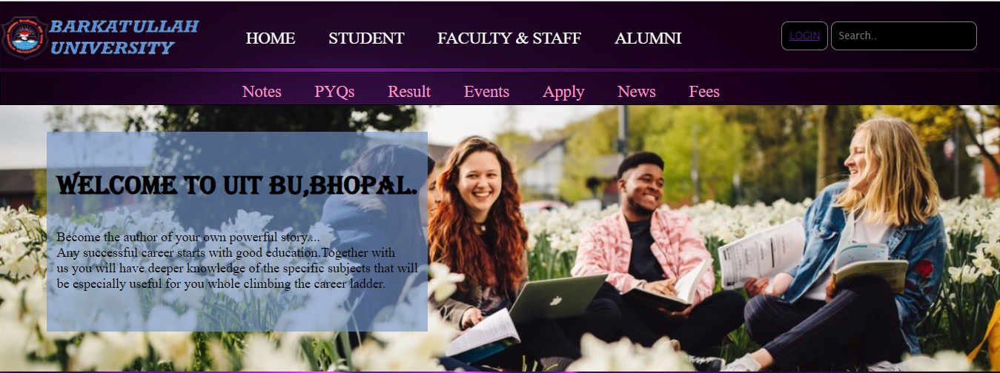 BARKATULLAH
UNIVERSITY
HOME STUDENT FACULTY & STAFF ALUMNI
LOGIN Search..
Notes PYQs Result Events Apply News Fees
WELCOME TO UIT BU,BHOPAL.
Become the author of your own powerful story....
Any successful career starts with good education.Together with
us you will have deeper knowledge of the specific subjects that will
be especially useful for you whole climbing the career ladder.